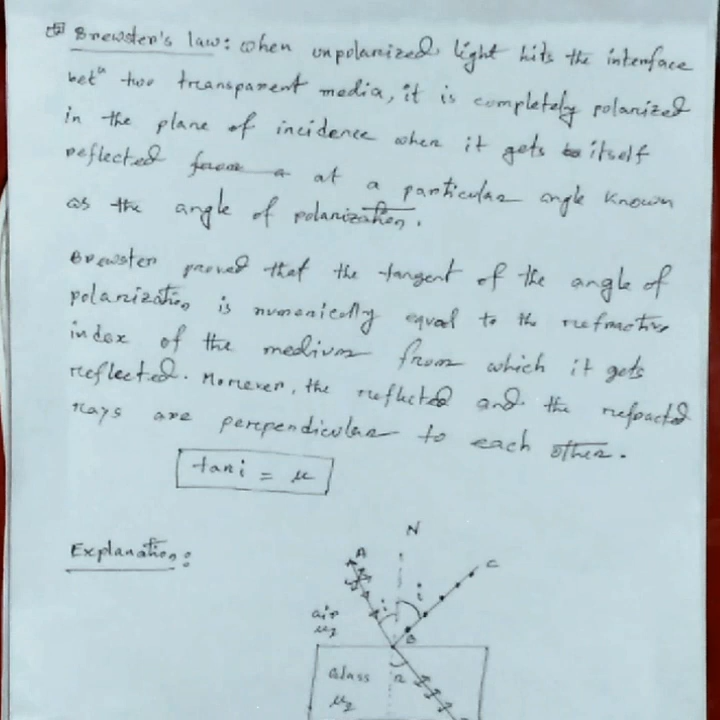 Brewster's law: when unpolarized light hits the interface
betⁿ two transparent media, it is completely polarized
in the plane of incidence when it gets itself
reflected at a particular angle known
as the angle of polarization.
Brewster proved that the tangent of the angle of
polarization is numerically equal to the refractive
index of the medium from which it gets
reflected. Moreover, the reflected and the refracted
rays are perpendicular to each other.
tan i = μ
Explanation:
N
A
C
i
i
air
B
Glass
r
μ₂